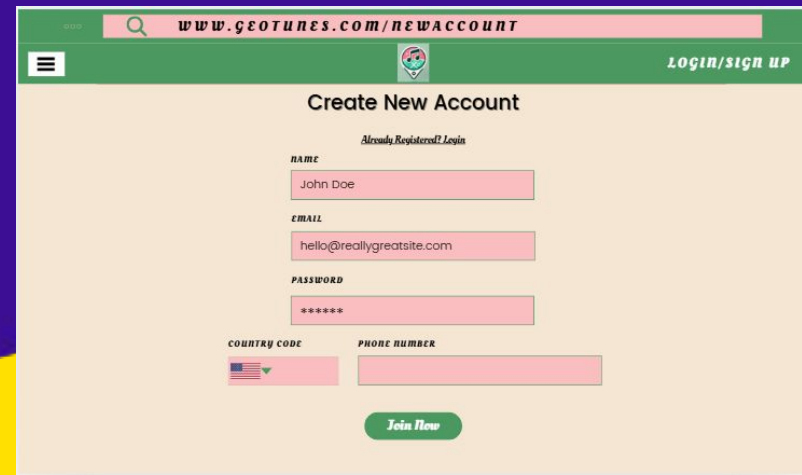 WWW.GEOTUNES.COM/NEWACCOUNT
LOGIN/SIGN UP
Create New Account
Already Registered? Login
NAME
John Doe
EMAIL
hello@reallygreatsite.com
PASSWORD
******
COUNTRY CODE PHONE NUMBER
Join Now